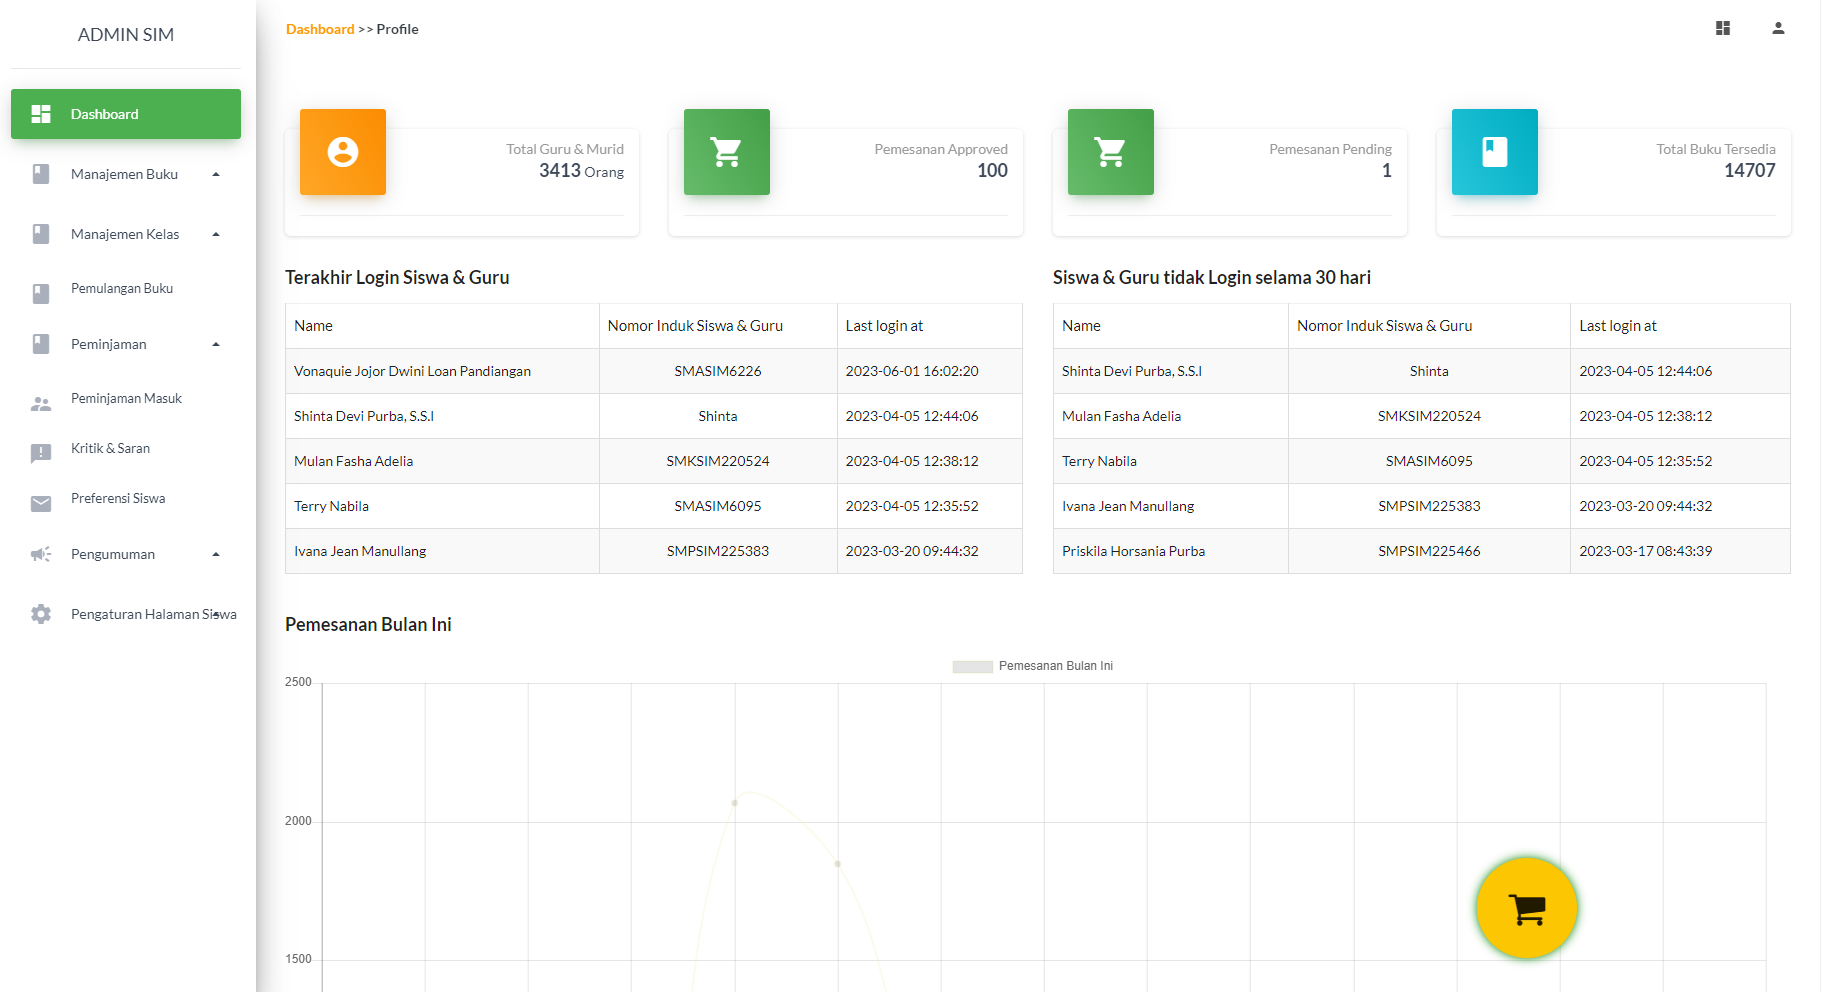 ADMIN SIM
Dashboard
Manajemen Buku
Manajemen Kelas
Pemulangan Buku
Peminjaman
Peminjaman Masuk
Kritik & Saran
Preferensi Siswa
Pengumuman
Pengaturan Halaman Siswa
Dashboard >> Profile
Total Guru & Murid
3413 Orang
Pemesanan Approved
100
Pemesanan Pending
1
Total Buku Tersedia
14707
Terakhir Login Siswa & Guru
Name Nomor Induk Siswa & Guru Last login at
Vonaquie Jojor Dwini Loan Pandiangan SMASIM6226 2023-06-01 16:02:20
Shinta Devi Purba, S.S.I Shinta 2023-04-05 12:44:06
Mulan Fasha Adelia SMKSIM220524 2023-04-05 12:38:12
Terry Nabila SMASIM6095 2023-04-05 12:35:52
Ivana Jean Manullang SMPSIM225383 2023-03-20 09:44:32
Siswa & Guru tidak Login selama 30 hari
Name Nomor Induk Siswa & Guru Last login at
Shinta Devi Purba, S.S.I Shinta 2023-04-05 12:44:06
Mulan Fasha Adelia SMKSIM220524 2023-04-05 12:38:12
Terry Nabila SMASIM6095 2023-04-05 12:35:52
Ivana Jean Manullang SMPSIM225383 2023-03-20 09:44:32
Priskila Horsania Purba SMPSIM225466 2023-03-17 08:43:39
Pemesanan Bulan Ini
Pemesanan Bulan Ini
2500
2000
1500